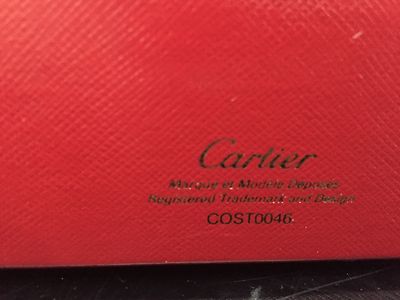 Cartier
Marque et Modèle Déposés
Registered Trademark and Design
COST0046